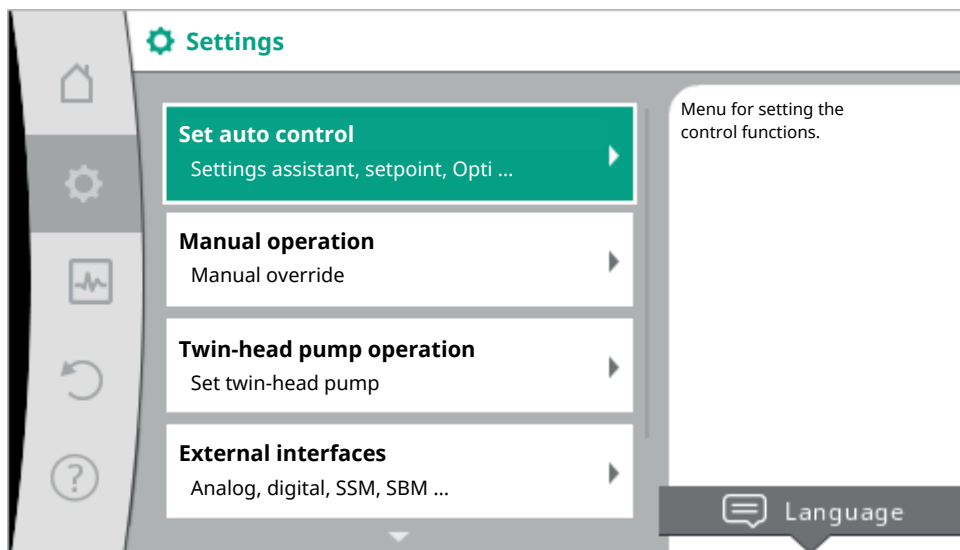 Settings
Set auto control
Settings assistant, setpoint, Opti ...
Manual operation
Manual override
Twin-head pump operation
Set twin-head pump
External interfaces
Analog, digital, SSM, SBM ...
Menu for setting the
control functions.
?
Language